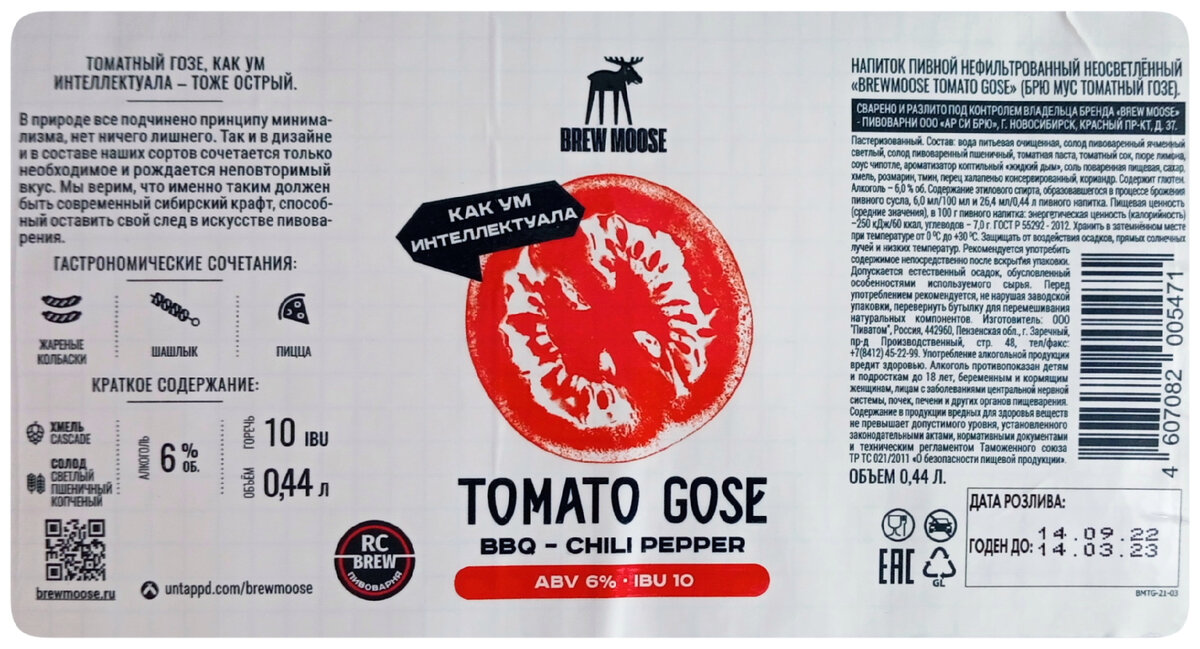 ТОМАТНЫЙ ГОЗЕ, КАК УМ
ИНТЕЛЛЕКТУАЛА – ТОЖЕ ОСТРЫЙ.
В природе все подчинено принципу минима-
лизма, нет ничего лишнего. Так и в дизайне
и в составе наших сортов сочетается только
необходимое и рождается неповторимый
вкус. Мы верим, что именно таким должен
быть современный сибирский крафт, способ-
ный оставить свой след в искусстве пивова-
рения.
ГАСТРОНОМИЧЕСКИЕ СОЧЕТАНИЯ:
ЖАРЕНЫЕ
КОЛБАСКИ
ШАШЛЫК
ПИЦЦА
КРАТКОЕ СОДЕРЖАНИЕ:
ХМЕЛЬ
CASCADE
СОЛОД
СВЕТЛЫЙ
ПШЕНИЧНЫЙ
КОПЧЕНЫЙ
АЛКОГОЛЬ
6 % ОБ.
ГОРЕЧЬ
10 IBU
ОБЪЁМ
0,44 Л
brewmoose.ru
untappd.com/brewmoose
RC
BREW
ПИВОВАРНЯ
BREW MOOSE
КАК УМ
ИНТЕЛЛЕКТУАЛА
TOMATO GOSE
BBQ – CHILI PEPPER
ABV 6% · IBU 10
НАПИТОК ПИВНОЙ НЕФИЛЬТРОВАННЫЙ НЕОСВЕТЛЁННЫЙ
«BREWMOOSE TOMATO GOSE» (БРЮ МУС ТОМАТНЫЙ ГОЗЕ).
СВАРЕНО И РАЗЛИТО ПОД КОНТРОЛЕМ ВЛАДЕЛЬЦА БРЕНДА «BREW MOOSE»
- ПИВОВАРНИ ООО «АР СИ БРЮ», Г. НОВОСИБИРСК, КРАСНЫЙ ПР-КТ, Д. 37.
Пастеризованный. Состав: вода питьевая очищенная, солод пивоваренный ячменный
светлый, солод пивоваренный пшеничный, томатная паста, томатный сок, пюре лимона,
соус чипотле, ароматизатор коптильный «жидкий дым», соль поваренная пищевая, сахар,
хмель, розмарин, тмин, перец халапеньо консервированный, кориандр. Содержит глютен.
Алкоголь – 6,0 % об. Содержание этилового спирта, образовавшегося в процессе брожения
пивного сусла, 6,0 мл/100 мл и 26,4 мл/0,44 л пивного напитка. Пищевая ценность
(средние значения), в 100 г пивного напитка: энергетическая ценность (калорийность)
–250 кДж/60 ккал, углеводов – 7,0 г. ГОСТ Р 55292 - 2012. Хранить в затемнённом месте
при температуре от 0 °С до +30 °С. Защищать от воздействия осадков, прямых солнечных
лучей и низких температур. Рекомендуется употребить
содержимое непосредственно после вскрытия упаковки.
Допускается естественный осадок, обусловленный
особенностями используемого сырья. Перед
употреблением рекомендуется, не нарушая заводской
упаковки, перевернуть бутылку для перемешивания
натуральных компонентов. Изготовитель: ООО
"Пиватом", Россия, 442960, Пензенская обл., г. Заречный,
пр-д Производственный, стр. 48, тел/факс:
+7(8412) 45-22-99. Употребление алкогольной продукции
вредит здоровью. Алкоголь противопоказан детям
и подросткам до 18 лет, беременным и кормящим
женщинам, лицам с заболеваниями центральной нервной
системы, почек, печени и других органов пищеварения.
Содержание в продукции вредных для здоровья веществ
не превышает допустимого уровня, установленного
законодательными актами, нормативными документами
и техническим регламентом Таможенного союза
ТР ТС 021/2011 «О безопасности пищевой продукции».
ОБЪЕМ 0,44 Л.
4 607082 005471
ДАТА РОЗЛИВА:
14.09.22
ГОДЕН ДО:
14.03.23
EAC
GL
BMTG-21-03